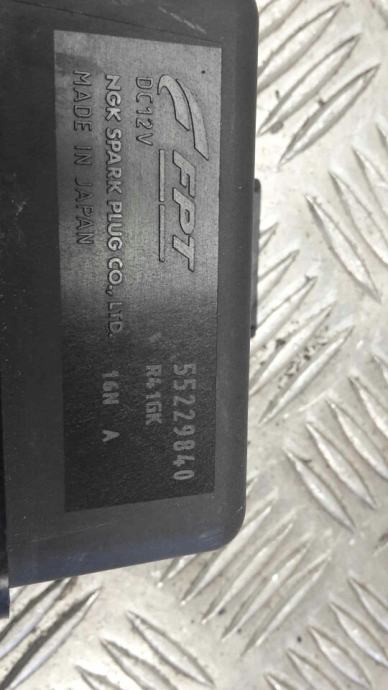 FPT
55229840
DC12V
R41GK
NGK SPARK PLUG CO., LTD.
MADE IN JAPAN
16N A